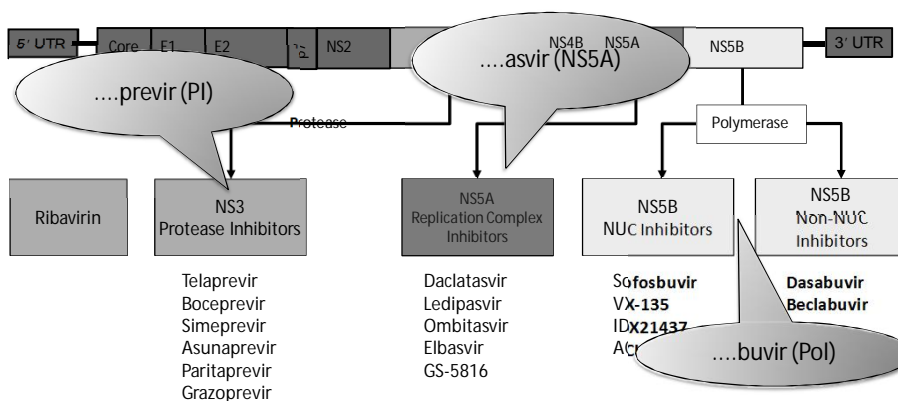 5' UTR
Core
E1
E2
p7
NS2
NS4B
NS5A
NS5B
3' UTR
....previr (PI)
....asvir (NS5A)
Protease
Polymerase
Ribavirin
NS3
Protease Inhibitors
NS5A
Replication Complex
Inhibitors
NS5B
NUC Inhibitors
NS5B
Non-NUC
Inhibitors
Telaprevir
Boceprevir
Simeprevir
Asunaprevir
Paritaprevir
Grazoprevir
Daclatasvir
Ledipasvir
Ombitasvir
Elbasvir
GS-5816
Sofosbuvir
VX-135
IDX21437
Dasabuvir
Beclabuvir
....buvir (Pol)